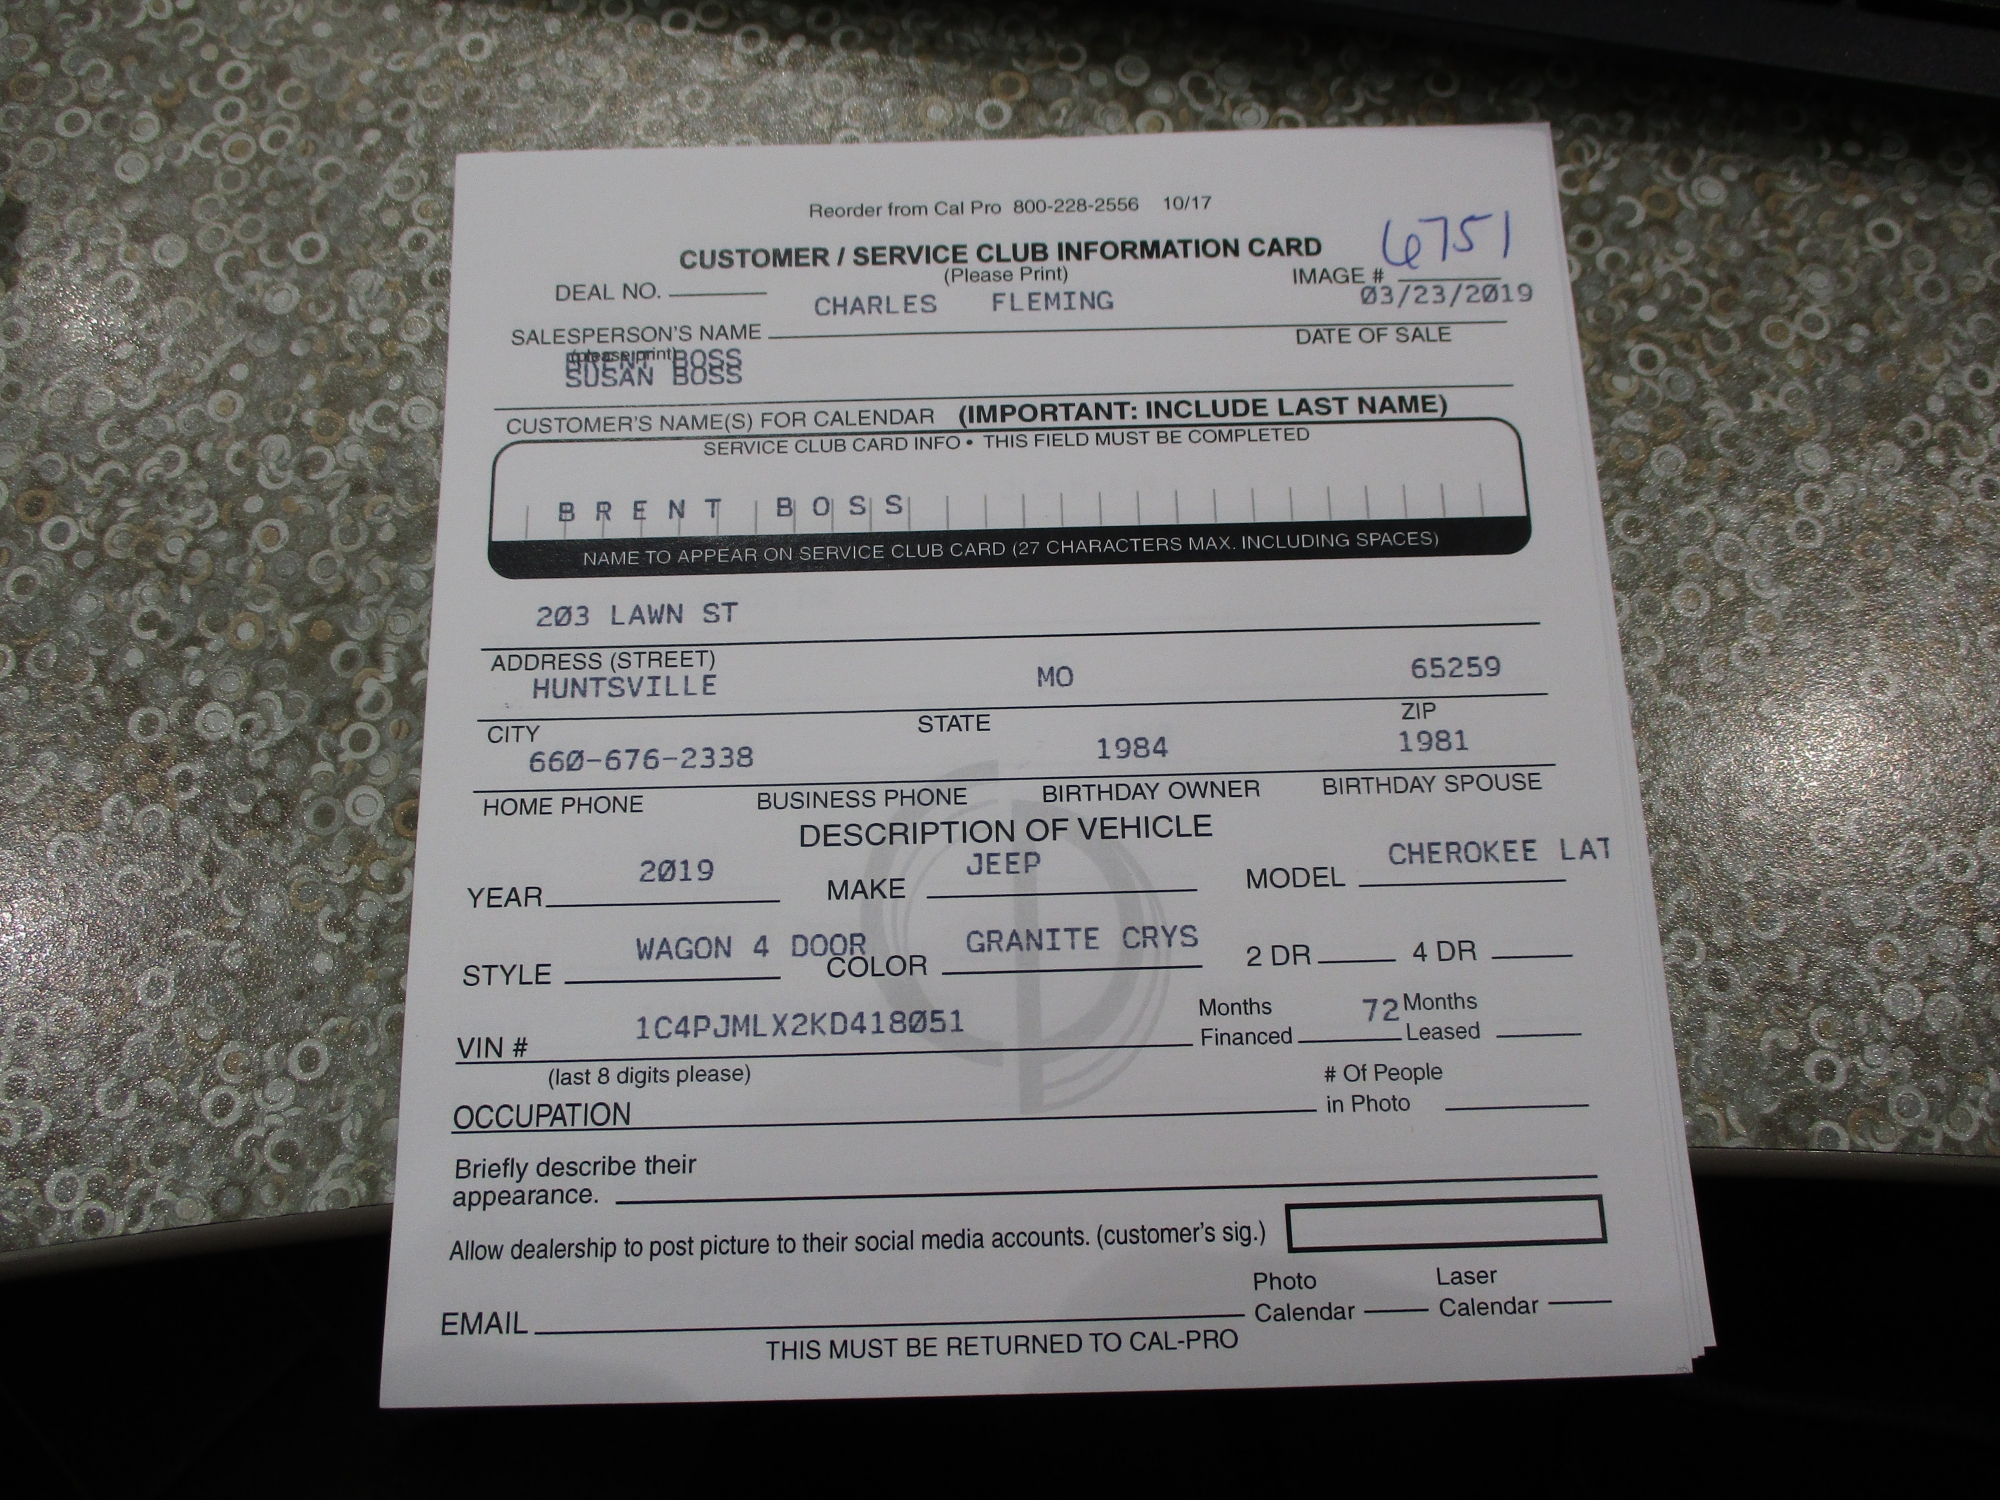 Reorder from Cal Pro 800-228-2556 10/17
CUSTOMER / SERVICE CLUB INFORMATION CARD
6751
(Please Print)
DEAL NO.
IMAGE #
CHARLES FLEMING
03/23/2019
SALESPERSON'S NAME
DATE OF SALE
(please print)
BRENT BOSS
SUSAN BOSS
CUSTOMER'S NAME(S) FOR CALENDAR (IMPORTANT: INCLUDE LAST NAME)
SERVICE CLUB CARD INFO • THIS FIELD MUST BE COMPLETED
BRENT BOSS
NAME TO APPEAR ON SERVICE CLUB CARD (27 CHARACTERS MAX. INCLUDING SPACES)
203 LAWN ST
ADDRESS (STREET)
HUNTSVILLE MO 65259
CITY STATE ZIP
660-676-2338 1984 1981
HOME PHONE BUSINESS PHONE BIRTHDAY OWNER BIRTHDAY SPOUSE
DESCRIPTION OF VEHICLE
YEAR 2019 MAKE JEEP MODEL CHEROKEE LAT
STYLE WAGON 4 DOOR COLOR GRANITE CRYS 2 DR 4 DR
VIN # 1C4PJMLX2KD418051 Months Financed 72 Months Leased
(last 8 digits please)
OCCUPATION # Of People in Photo
Briefly describe their
appearance.
Allow dealership to post picture to their social media accounts. (customer's sig.)
EMAIL Photo Calendar Laser Calendar
THIS MUST BE RETURNED TO CAL-PRO